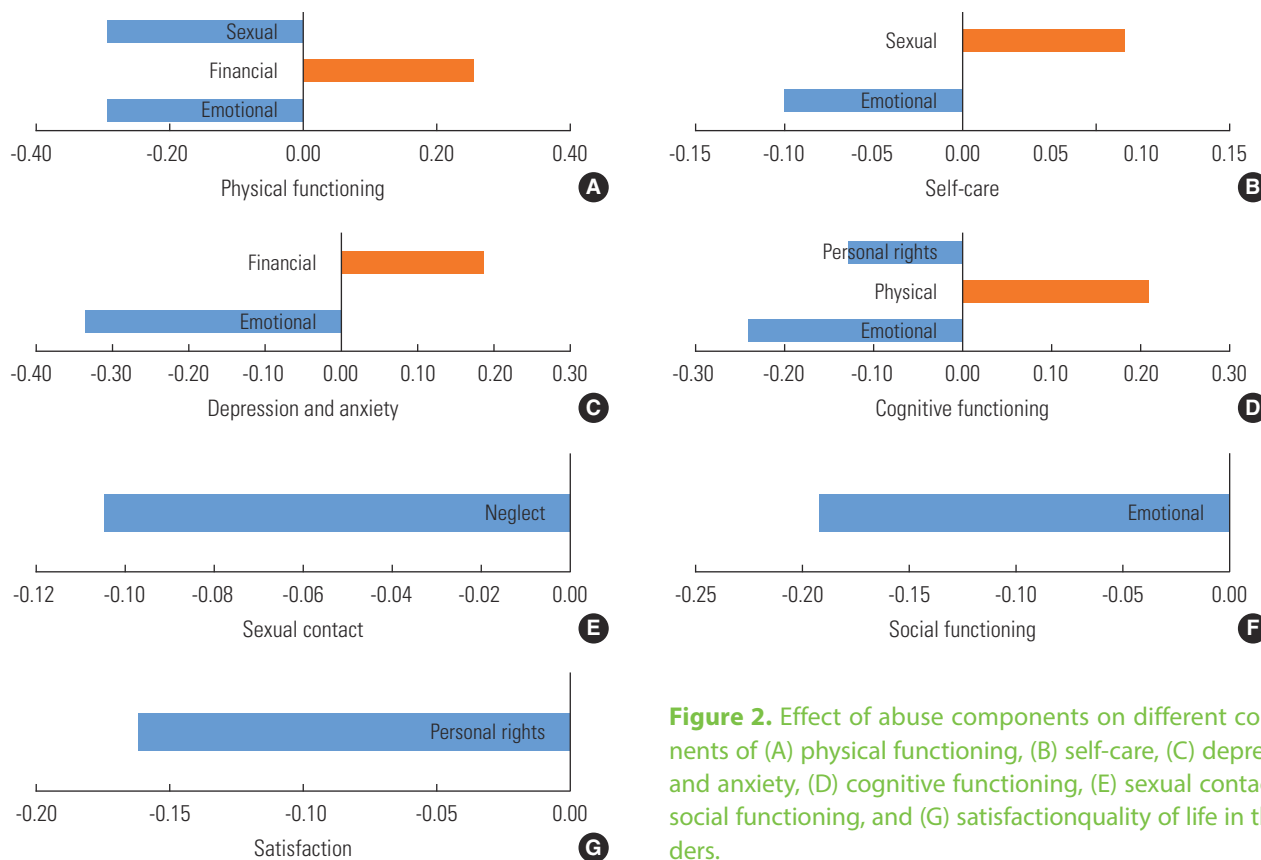 Sexual
Financial
Emotional
-0.40 -0.20 0.00 0.20 0.40
Physical functioning
A
Sexual
Emotional
-0.15 -0.10 -0.05 0.00 0.05 0.10 0.15
Self-care
B
Financial
Emotional
-0.40 -0.30 -0.20 -0.10 0.00 0.10 0.20 0.30
Depression and anxiety
C
Personal rights
Physical
Emotional
-0.30 -0.20 -0.10 0.00 0.10 0.20 0.30
Cognitive functioning
D
Neglect
-0.12 -0.10 -0.08 -0.06 -0.04 -0.02 0.00
Sexual contact
E
Emotional
-0.25 -0.20 -0.15 -0.10 -0.05 0.00
Social functioning
F
Personal rights
-0.20 -0.15 -0.10 -0.05 0.00
Satisfaction
G
Figure 2. Effect of abuse components on different co
nents of (A) physical functioning, (B) self-care, (C) depre
and anxiety, (D) cognitive functioning, (E) sexual conta
social functioning, and (G) satisfactionquality of life in t
ders.